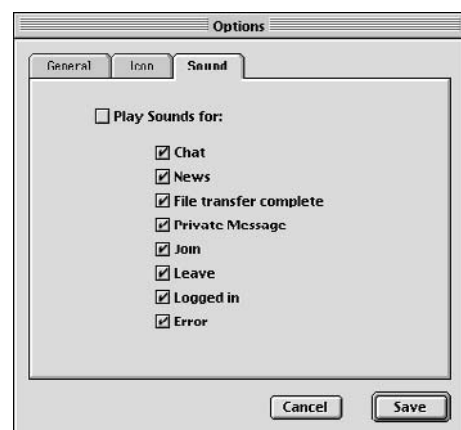 Options
General Icon Sound
Play Sounds for:
Chat
News
File transfer complete
Private Message
Join
Leave
Logged in
Error
Cancel Save